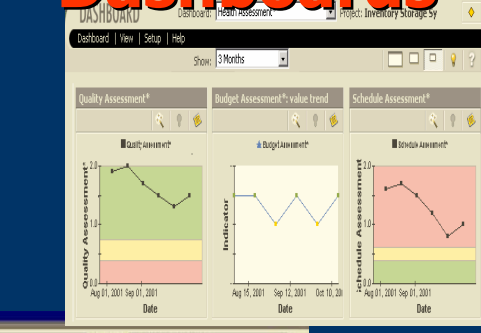 Dashboards
DASHBOARD Dashboard: Health Assessment Project: Inventory Storage Sy
Dashboard | View | Setup | Help
Show: 3 Months
Quality Assessment* Budget Assessment*: value trend Schedule Assessment*
Quality Assessment* Budget Assessment* Schedule Assessment*
Quality Assessment*
2.0
1.0
0.0
Aug 01, 2001 Sep 01, 2001
Date
Indicator
Aug 15, 2001 Sep 12, 2001 Oct 10, 20
Date
Schedule Assessment*
2.0
1.0
0.0
Aug 01, 2001 Sep 01, 2001
Date